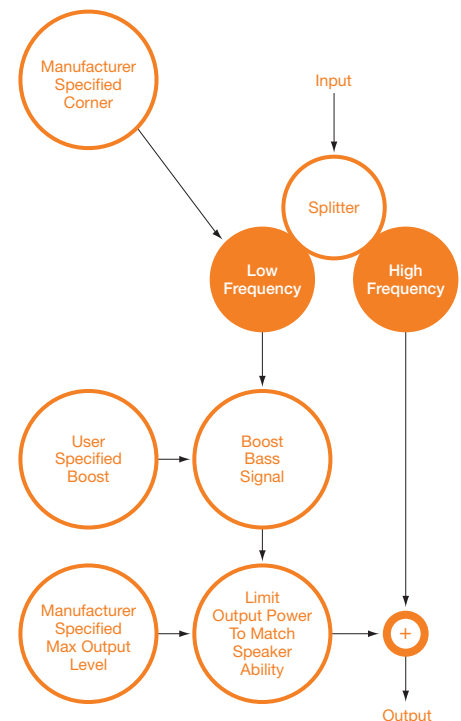 Manufacturer
Specified
Corner
Input
Splitter
Low
Frequency
High
Frequency
User
Specified
Boost
Boost
Bass
Signal
Manufacturer
Specified
Max Output
Level
Limit
Output Power
To Match
Speaker
Ability
+
Output